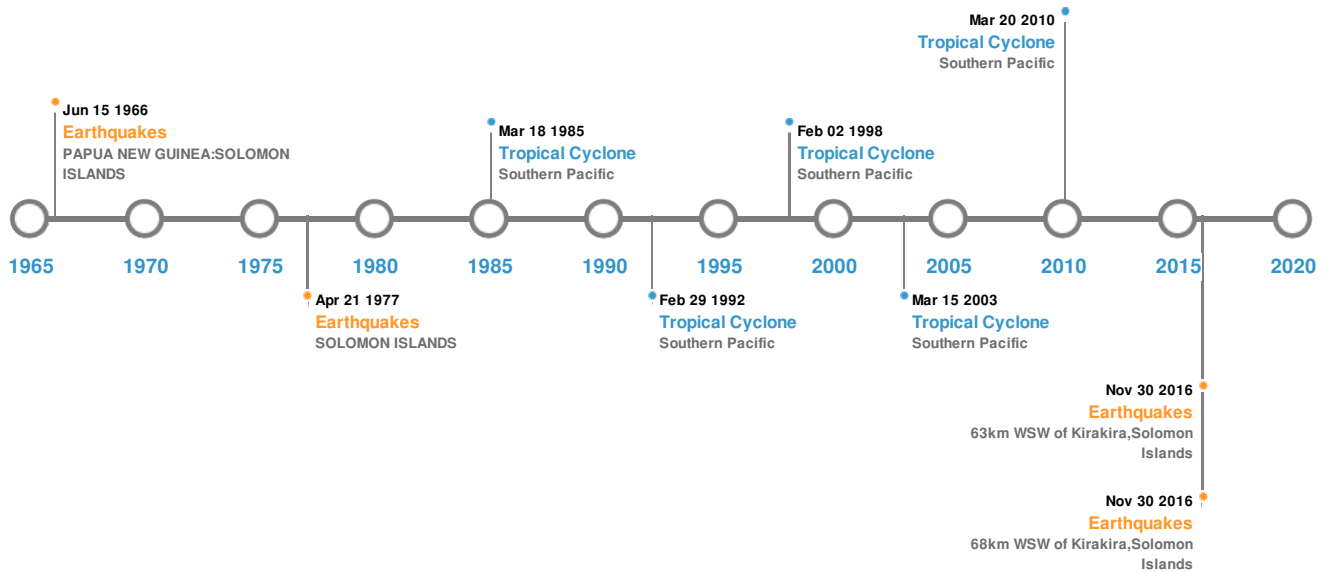 Mar 20 2010
Tropical Cyclone
Southern Pacific
Jun 15 1966
Earthquakes
PAPUA NEW GUINEA:SOLOMON
ISLANDS
Mar 18 1985
Tropical Cyclone
Southern Pacific
Feb 02 1998
Tropical Cyclone
Southern Pacific
1965 1970 1975 1980 1985 1990 1995 2000 2005 2010 2015 2020
Apr 21 1977
Earthquakes
SOLOMON ISLANDS
Feb 29 1992
Tropical Cyclone
Southern Pacific
Mar 15 2003
Tropical Cyclone
Southern Pacific
Nov 30 2016
Earthquakes
63km WSW of Kirakira,Solomon
Islands
Nov 30 2016
Earthquakes
68km WSW of Kirakira,Solomon
Islands